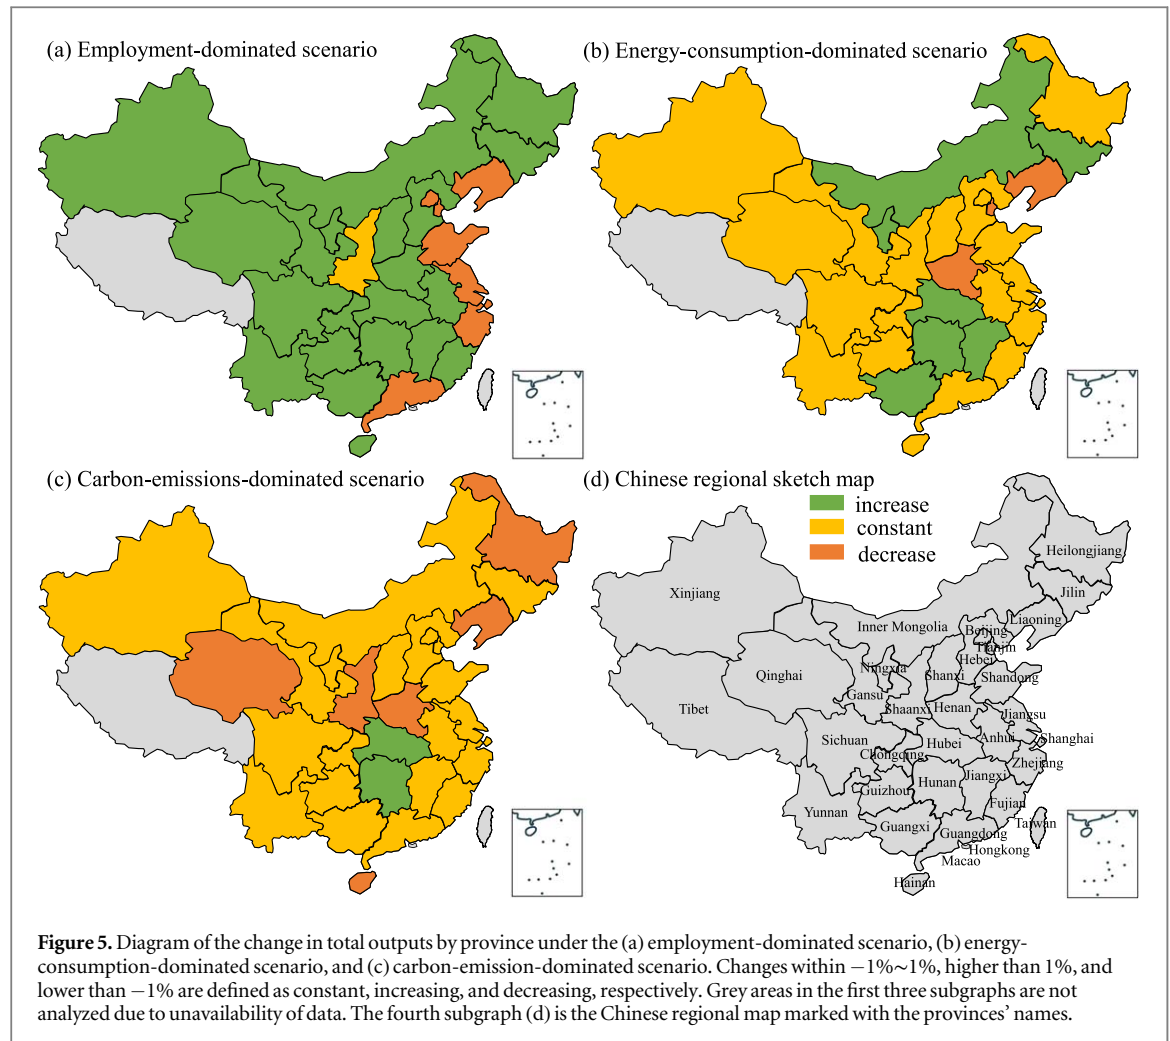 (a) Employment-dominated scenario
(b) Energy-consumption-dominated scenario
(c) Carbon-emissions-dominated scenario
(d) Chinese regional sketch map
increase
constant
decrease
Heilongjiang
Jilin
Xinjiang
Liaoning
Inner Mongolia
Beijing
Tianjin
Hebei
Ningxia
Qinghai
Shanxi
Shandong
Gansu
Tibet
Shaanxi
Henan
Jiangsu
Sichuan
Hubei
Anhui
Shanghai
Chongqing
Zhejiang
Hunan
Jiangxi
Guizhou
Yunnan
Fujian
Guangxi
Guangdong
Taiwan
Hongkong
Macao
Hainan
Figure 5. Diagram of the change in total outputs by province under the (a) employment-dominated scenario, (b) energy-
consumption-dominated scenario, and (c) carbon-emission-dominated scenario. Changes within −1%~1%, higher than 1%, and
lower than −1% are defined as constant, increasing, and decreasing, respectively. Grey areas in the first three subgraphs are not
analyzed due to unavailability of data. The fourth subgraph (d) is the Chinese regional map marked with the provinces' names.